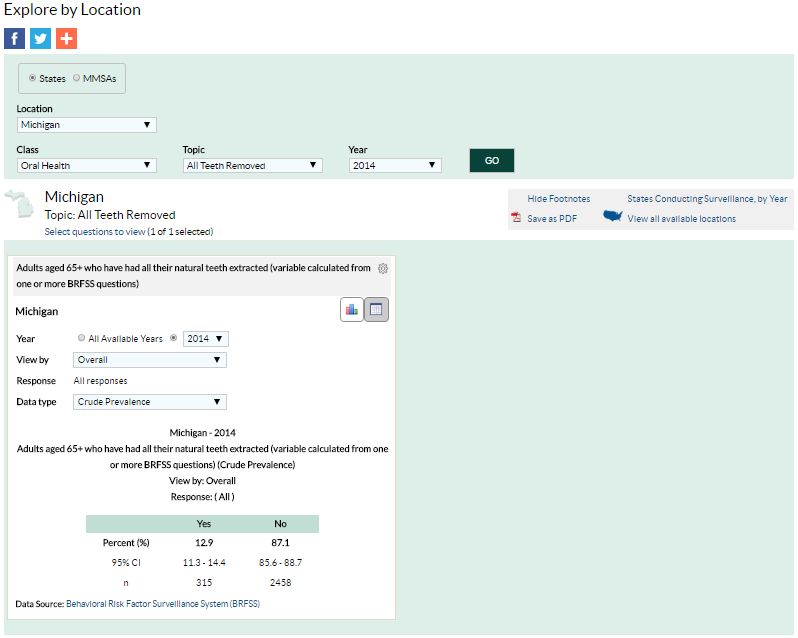 Explore by Location
f
States MMSAs
Location
Michigan
Class Topic Year
Oral Health All Teeth Removed 2014 GO
Michigan
Topic: All Teeth Removed
Select questions to view (1 of 1 selected)
Hide Footnotes States Conducting Surveillance, by Year
Save as PDF View all available locations
Adults aged 65+ who have had all their natural teeth extracted (variable calculated from
one or more BRFSS questions)
Michigan
Year All Available Years 2014
View by Overall
Response All responses
Data type Crude Prevalence
Michigan - 2014
Adults aged 65+ who have had all their natural teeth extracted (variable calculated from one
or more BRFSS questions) (Crude Prevalence)
View by: Overall
Response: ( All )
Yes No
Percent (%) 12.9 87.1
95% CI 11.3 - 14.4 85.6 - 88.7
n 315 2458
Data Source: Behavioral Risk Factor Surveillance System (BRFSS)